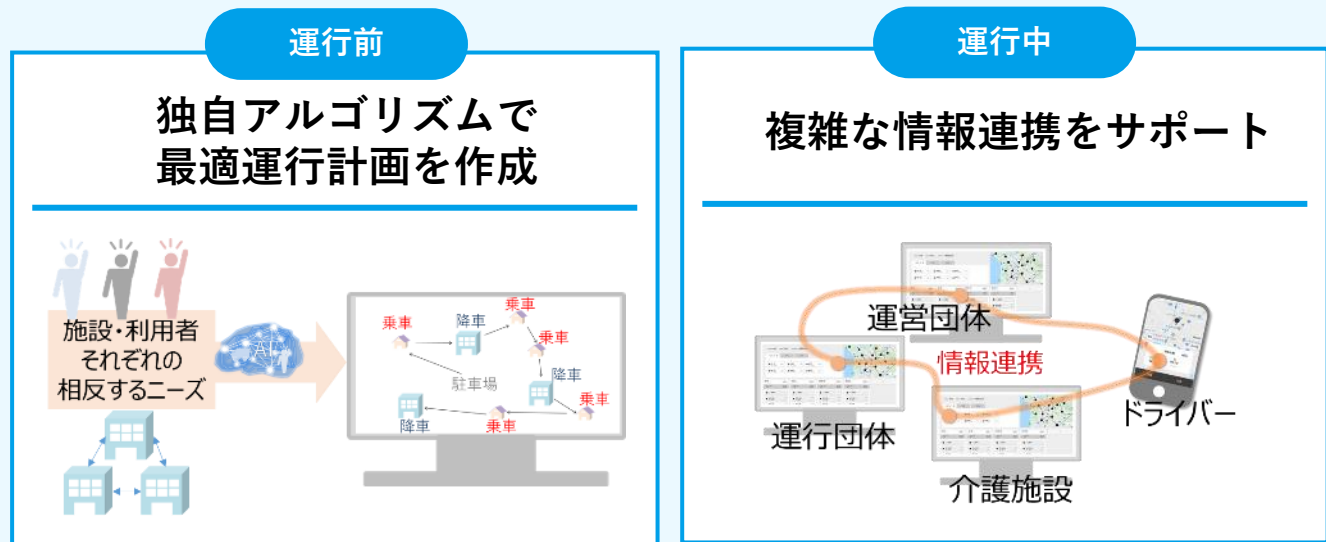 運行前
独自アルゴリズムで
最適運行計画を作成
施設・利用者
それぞれの
相反するニーズ
AI
乗車
降車
乗車
乗車
駐車場
降車
乗車
降車
乗車
運行中
複雑な情報連携をサポート
運営団体
情報連携
運行団体
ドライバー
介護施設